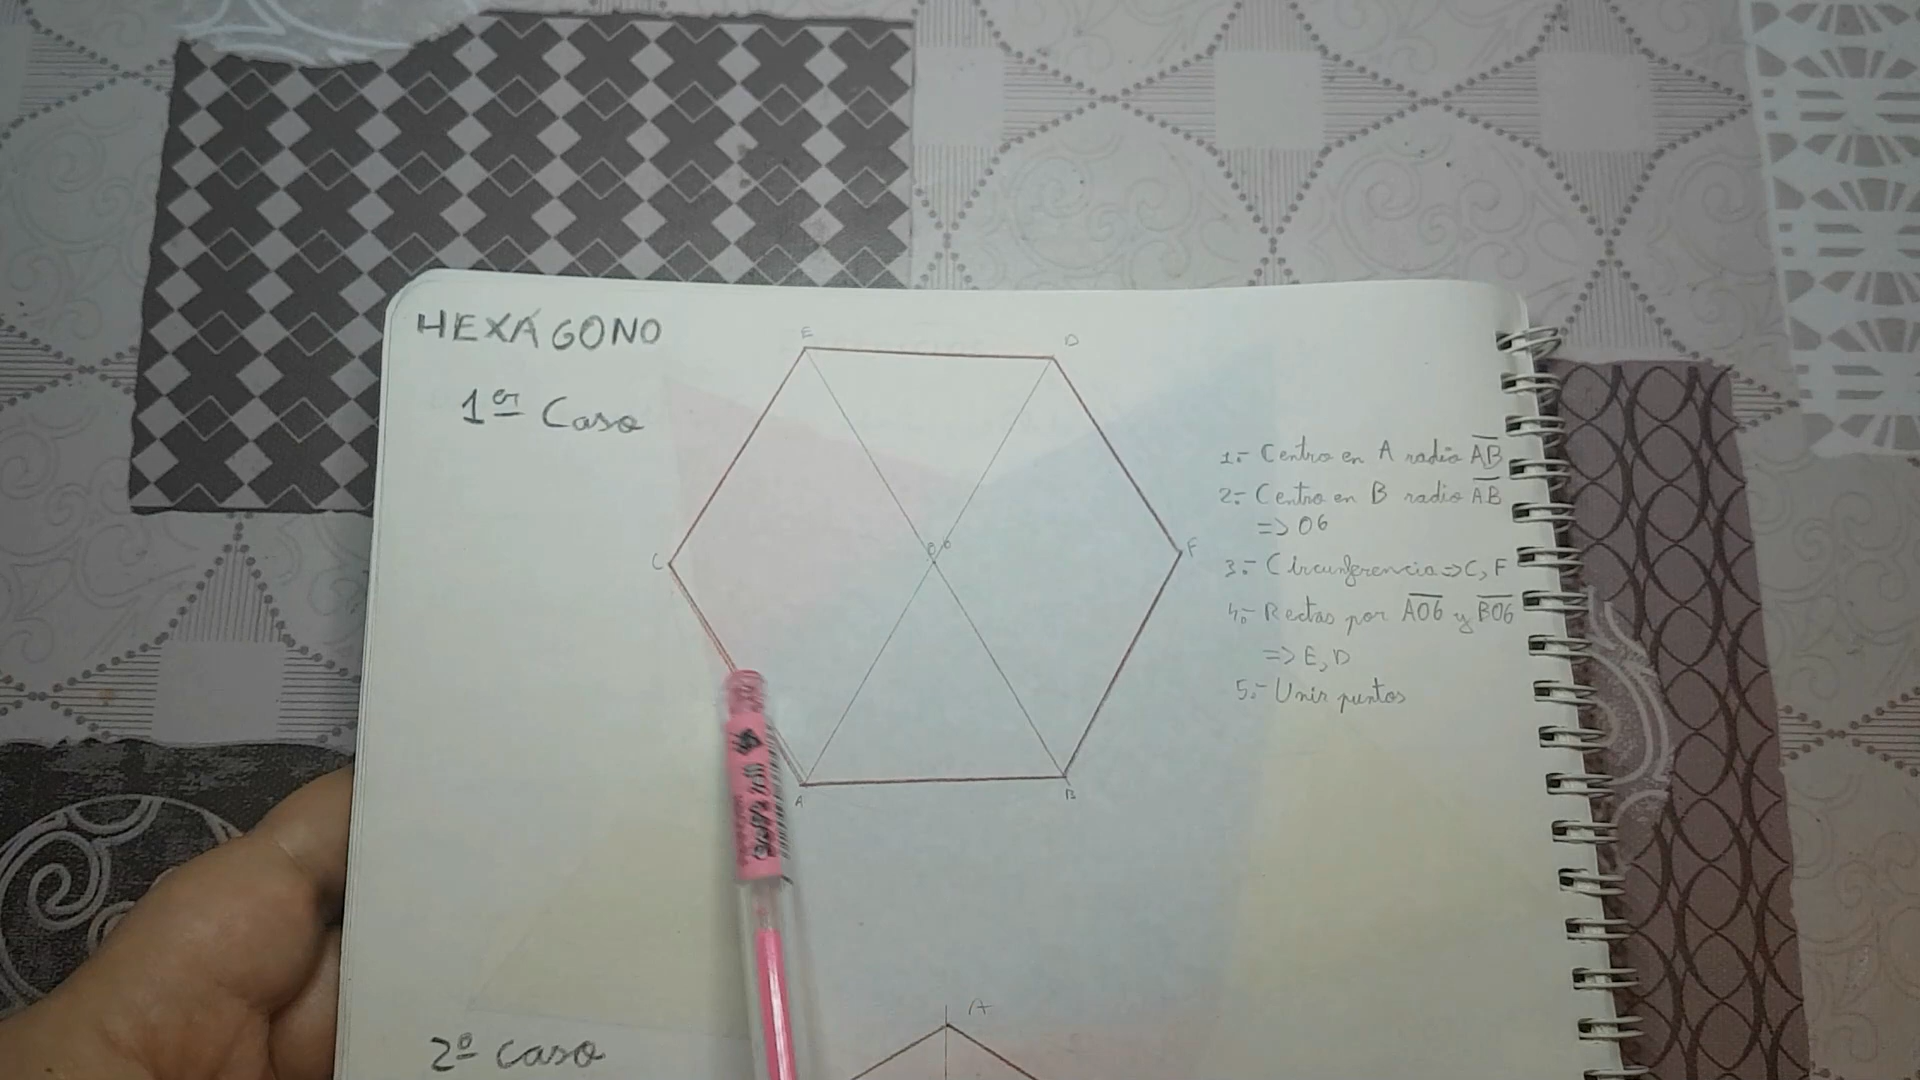 HEXÁGONO
1er Caso
E
D
C
O6
F
A
B
1.- Centro en A radio AB
2.- Centro en B radio AB
=> O6
3.- Circunferencia => C, F
4.- Rectas por AO6 y BO6
=> E, D
5.- Unir puntos
2º caso
A